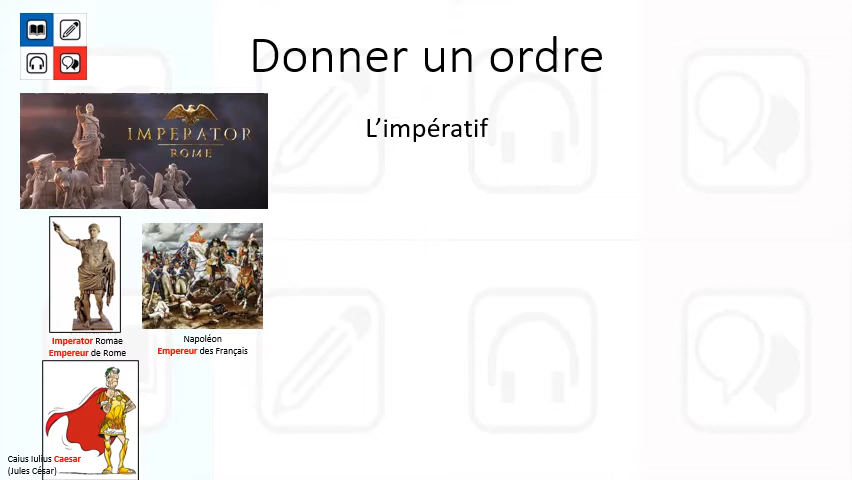 Donner un ordre
L'impératif
IMPERATOR
ROME
Imperator Romae
Empereur de Rome
Napoléon
Empereur des Français
Caius Iulius Caesar
(Jules César)